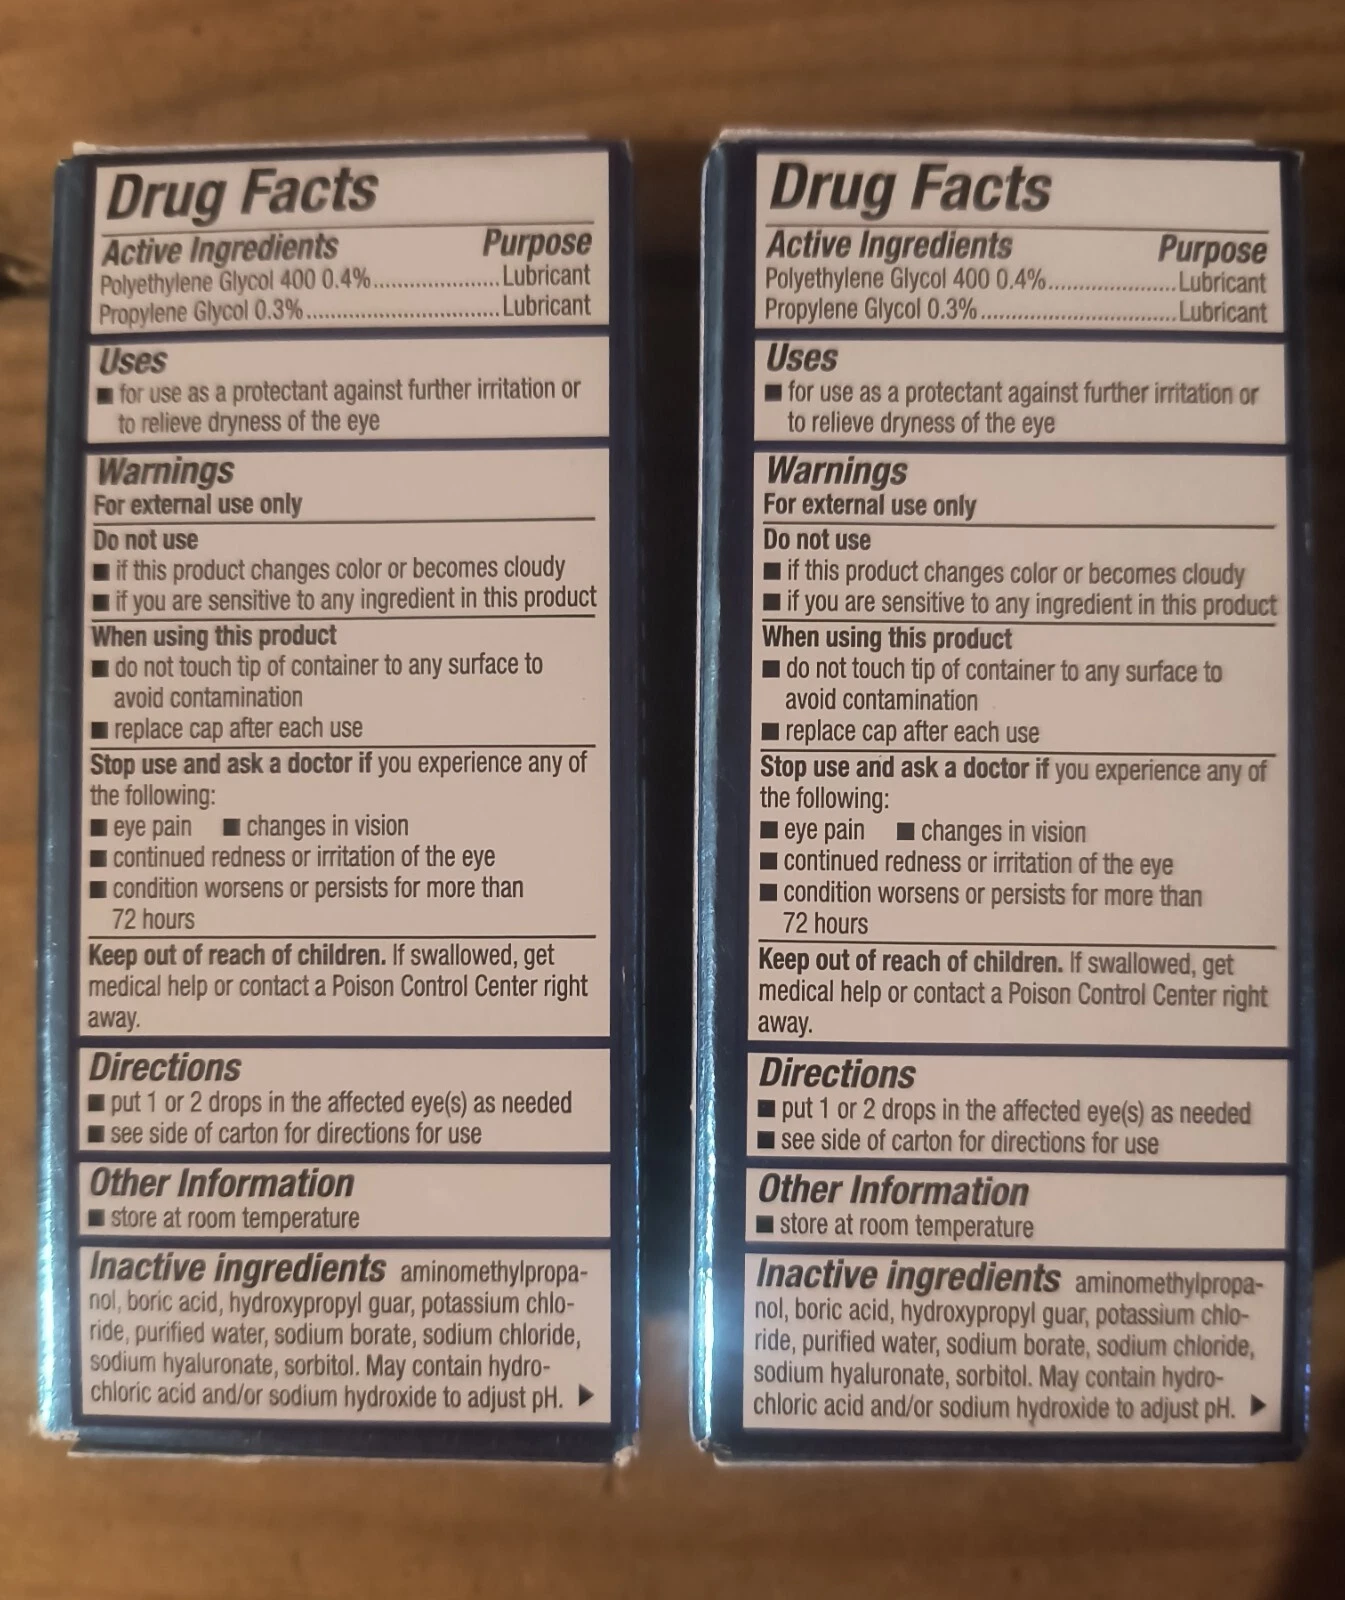 Drug Facts
Active Ingredients Purpose
Polyethylene Glycol 400 0.4%.....................Lubricant
Propylene Glycol 0.3%................................Lubricant
Uses
■ for use as a protectant against further irritation or
to relieve dryness of the eye
Warnings
For external use only
Do not use
■ if this product changes color or becomes cloudy
■ if you are sensitive to any ingredient in this product
When using this product
■ do not touch tip of container to any surface to
avoid contamination
■ replace cap after each use
Stop use and ask a doctor if you experience any of
the following:
■ eye pain ■ changes in vision
■ continued redness or irritation of the eye
■ condition worsens or persists for more than
72 hours
Keep out of reach of children. If swallowed, get
medical help or contact a Poison Control Center right
away.
Directions
■ put 1 or 2 drops in the affected eye(s) as needed
■ see side of carton for directions for use
Other Information
■ store at room temperature
Inactive ingredients aminomethylpropa-
nol, boric acid, hydroxypropyl guar, potassium chlo-
ride, purified water, sodium borate, sodium chloride,
sodium hyaluronate, sorbitol. May contain hydro-
chloric acid and/or sodium hydroxide to adjust pH. ▶
Drug Facts
Active Ingredients Purpose
Polyethylene Glycol 400 0.4%.....................Lubricant
Propylene Glycol 0.3%................................Lubricant
Uses
■ for use as a protectant against further irritation or
to relieve dryness of the eye
Warnings
For external use only
Do not use
■ if this product changes color or becomes cloudy
■ if you are sensitive to any ingredient in this product
When using this product
■ do not touch tip of container to any surface to
avoid contamination
■ replace cap after each use
Stop use and ask a doctor if you experience any of
the following:
■ eye pain ■ changes in vision
■ continued redness or irritation of the eye
■ condition worsens or persists for more than
72 hours
Keep out of reach of children. If swallowed, get
medical help or contact a Poison Control Center right
away.
Directions
■ put 1 or 2 drops in the affected eye(s) as needed
■ see side of carton for directions for use
Other Information
■ store at room temperature
Inactive ingredients aminomethylpropa-
nol, boric acid, hydroxypropyl guar, potassium chlo-
ride, purified water, sodium borate, sodium chloride,
sodium hyaluronate, sorbitol. May contain hydro-
chloric acid and/or sodium hydroxide to adjust pH. ▶